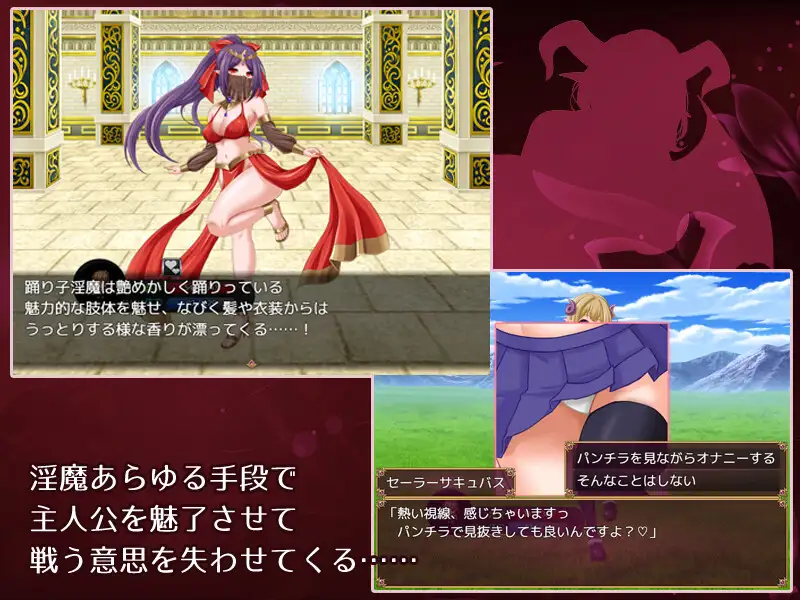 踊り子淫魔は艶めかしく踊りっている
魅力的な肢体を魅せ、なびく髪や衣装からは
うっとりする様な香りが漂ってくる……！
パンチラを見ながらオナニーする
そんなことはしない
セーラーサキュバス
「熱い視線、感じちゃいますっ
パンチラで見抜きしても良いんですよ？♡」
淫魔あらゆる手段で
主人公を魅了させて
戦う意思を失わせてくる……